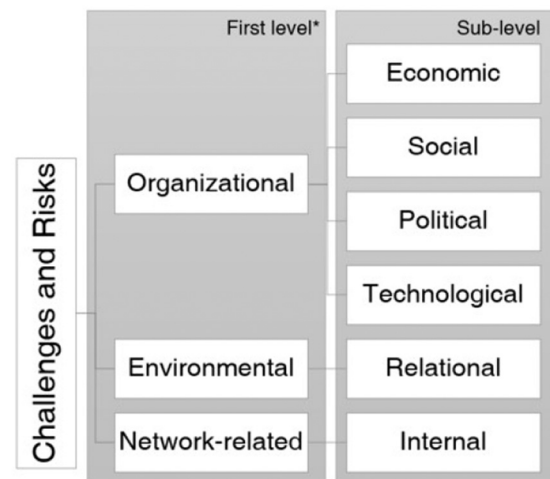 First level*
Sub-level
Challenges and Risks
Organizational
Environmental
Network-related
Economic
Social
Political
Technological
Relational
Internal